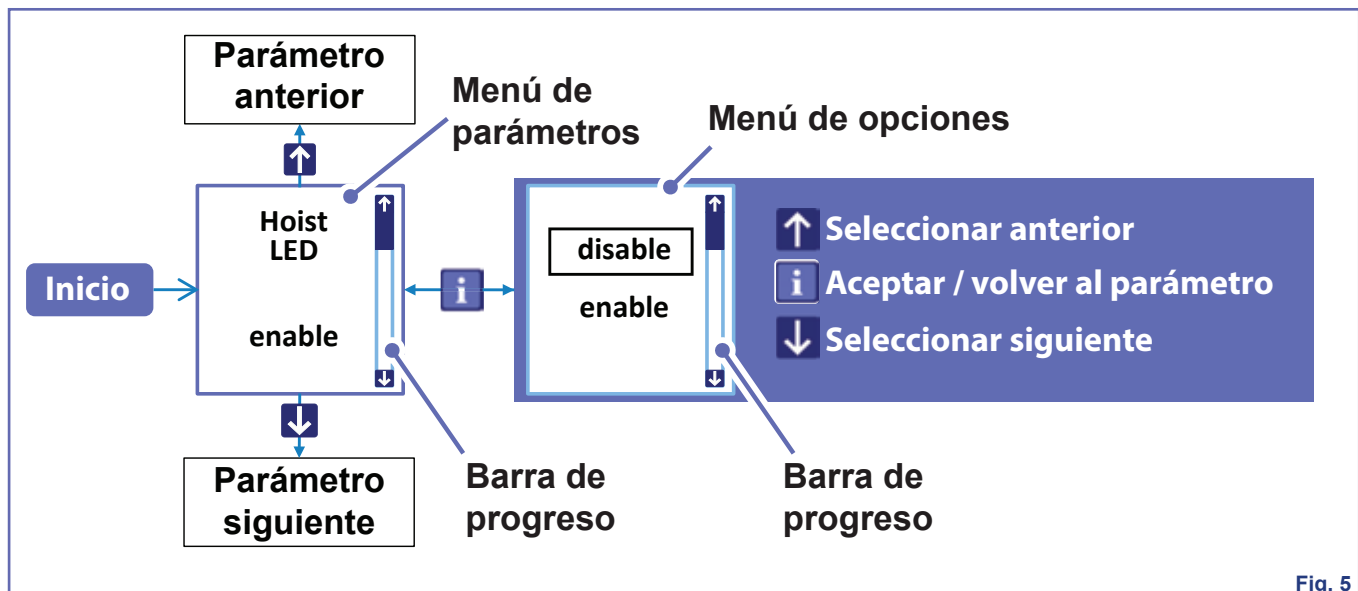 Parámetro
anterior
Menú de
parámetros
Menú de opciones
Hoist
LED
enable
Inicio
i
disable
enable
Seleccionar anterior
i Aceptar / volver al parámetro
Seleccionar siguiente
Parámetro
siguiente
Barra de
progreso
Barra de
progreso
Fig. 5